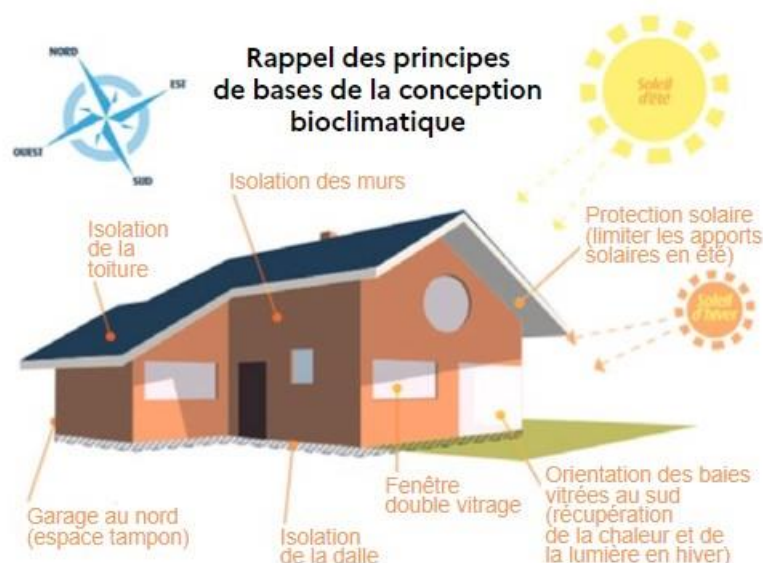 Rappel des principes
de bases de la conception
bioclimatique
NORD
EST
OUEST
SUD
Soleil
d'été
Isolation des murs
Isolation
de la
toiture
Protection solaire
(limiter les apports
solaires en été)
Soleil
d'hiver
Garage au nord
(espace tampon)
Isolation
de la dalle
Fenêtre
double vitrage
Orientation des baies
vitrées au sud
(récupération
de la chaleur et de
la lumière en hiver)